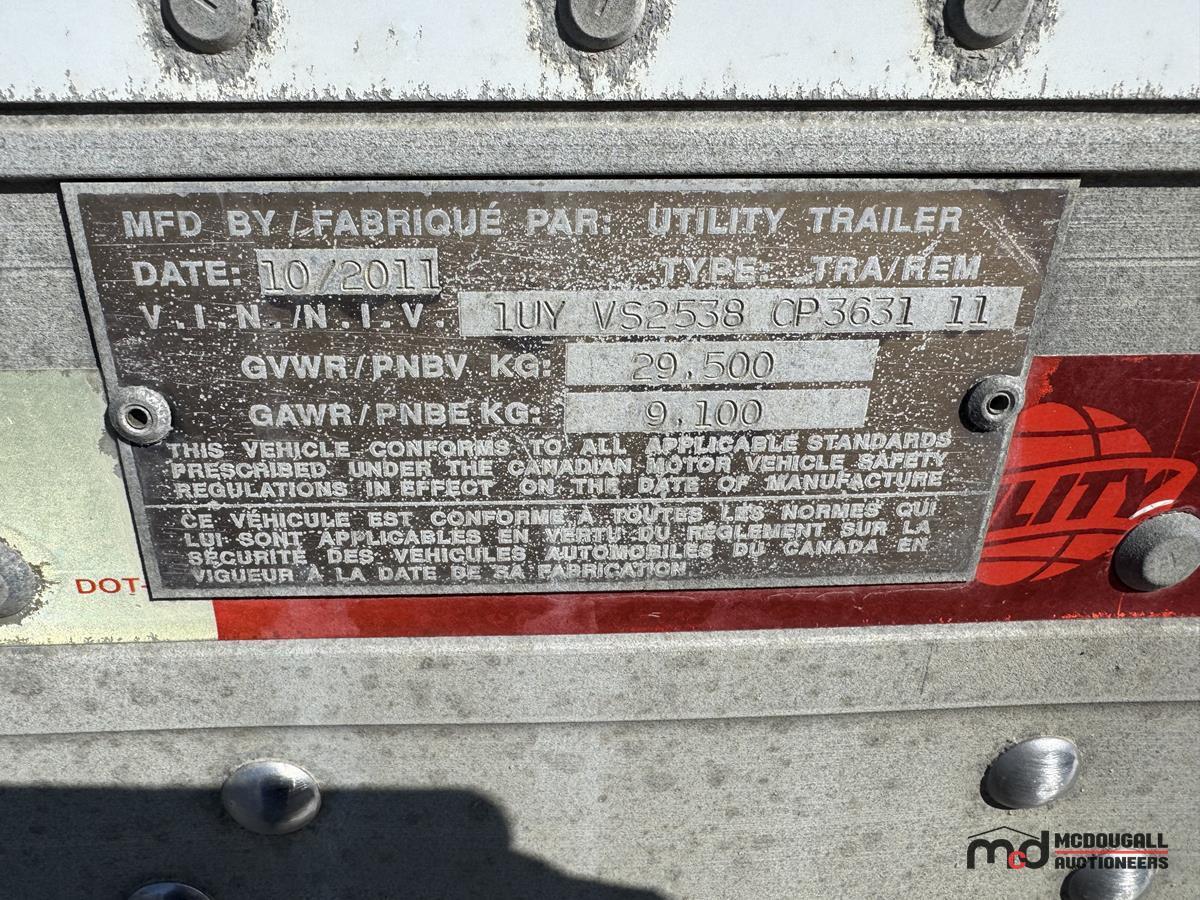 MFD BY / FABRIQUÉ PAR: UTILITY TRAILER
DATE: 10/2011 TYPE: TRA/REM
V.I.N./N.I.V. 1UY VS2538 CP3631 11
GVWR/PNBV KG: 29,500
GAWR/PNBE KG: 9,100
THIS VEHICLE CONFORMS TO ALL APPLICABLE STANDARDS
PRESCRIBED UNDER THE CANADIAN MOTOR VEHICLE SAFETY
REGULATIONS IN EFFECT ON THE DATE OF MANUFACTURE
CE VÉHICULE EST CONFORME À TOUTES LES NORMES QUI
LUI SONT APPLICABLES EN VERTU DU RÉGLEMENT SUR LA
SÉCURITÉ DES VÉHICULES AUTOMOBILES DU CANADA EN
VIGUEUR À LA DATE DE SA FABRICATION
LITY
DOT-
mcd MCDOUGALL
AUCTIONEERS